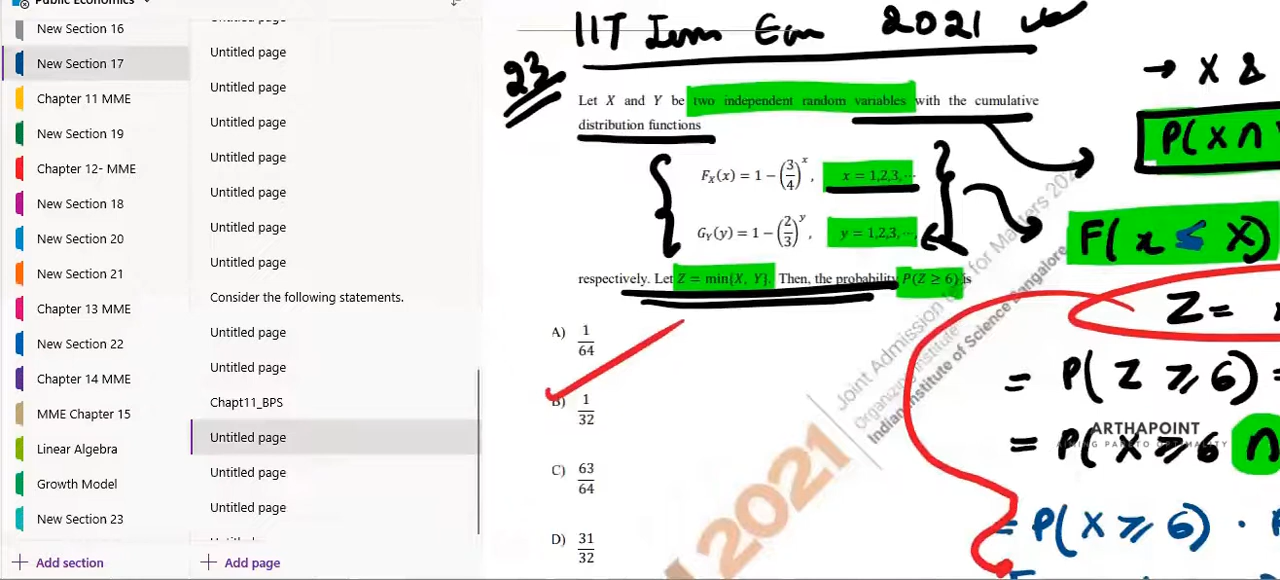 Public Economics
New Section 16
New Section 17
Chapter 11 MME
New Section 19
Chapter 12- MME
New Section 18
New Section 20
New Section 21
Chapter 13 MME
New Section 22
Chapter 14 MME
MME Chapter 15
Linear Algebra
Growth Model
New Section 23
Add section
Untitled page
Untitled page
Untitled page
Untitled page
Untitled page
Untitled page
Untitled page
Untitled page
Consider the following statements.
Untitled page
Untitled page
Chapt11_BPS
Untitled page
Untitled page
Untitled page
Add page
IIT Jam Eco 2021
23
Let X and Y be two independent random variables with the cumulative
distribution functions
F_X(x) = 1 − (3/4)^x, x = 1,2,3,⋯
G_Y(y) = 1 − (2/3)^y, y = 1,2,3,⋯,
respectively. Let Z = min{X, Y}. Then, the probability P(Z ≥ 6) is
A) 1/64
B) 1/32
C) 63/64
D) 31/32
→ X &
P(X ∩
F(x ≤ X)
Z =
= P(Z ≥ 6) =
= P(X ≥ 6 ∩
= P(X ≥ 6) ·
ARTHAPOINT
Joint Admission
for Masters 202
Organizing Institute
Indian Institute of Science Bangalore
2021